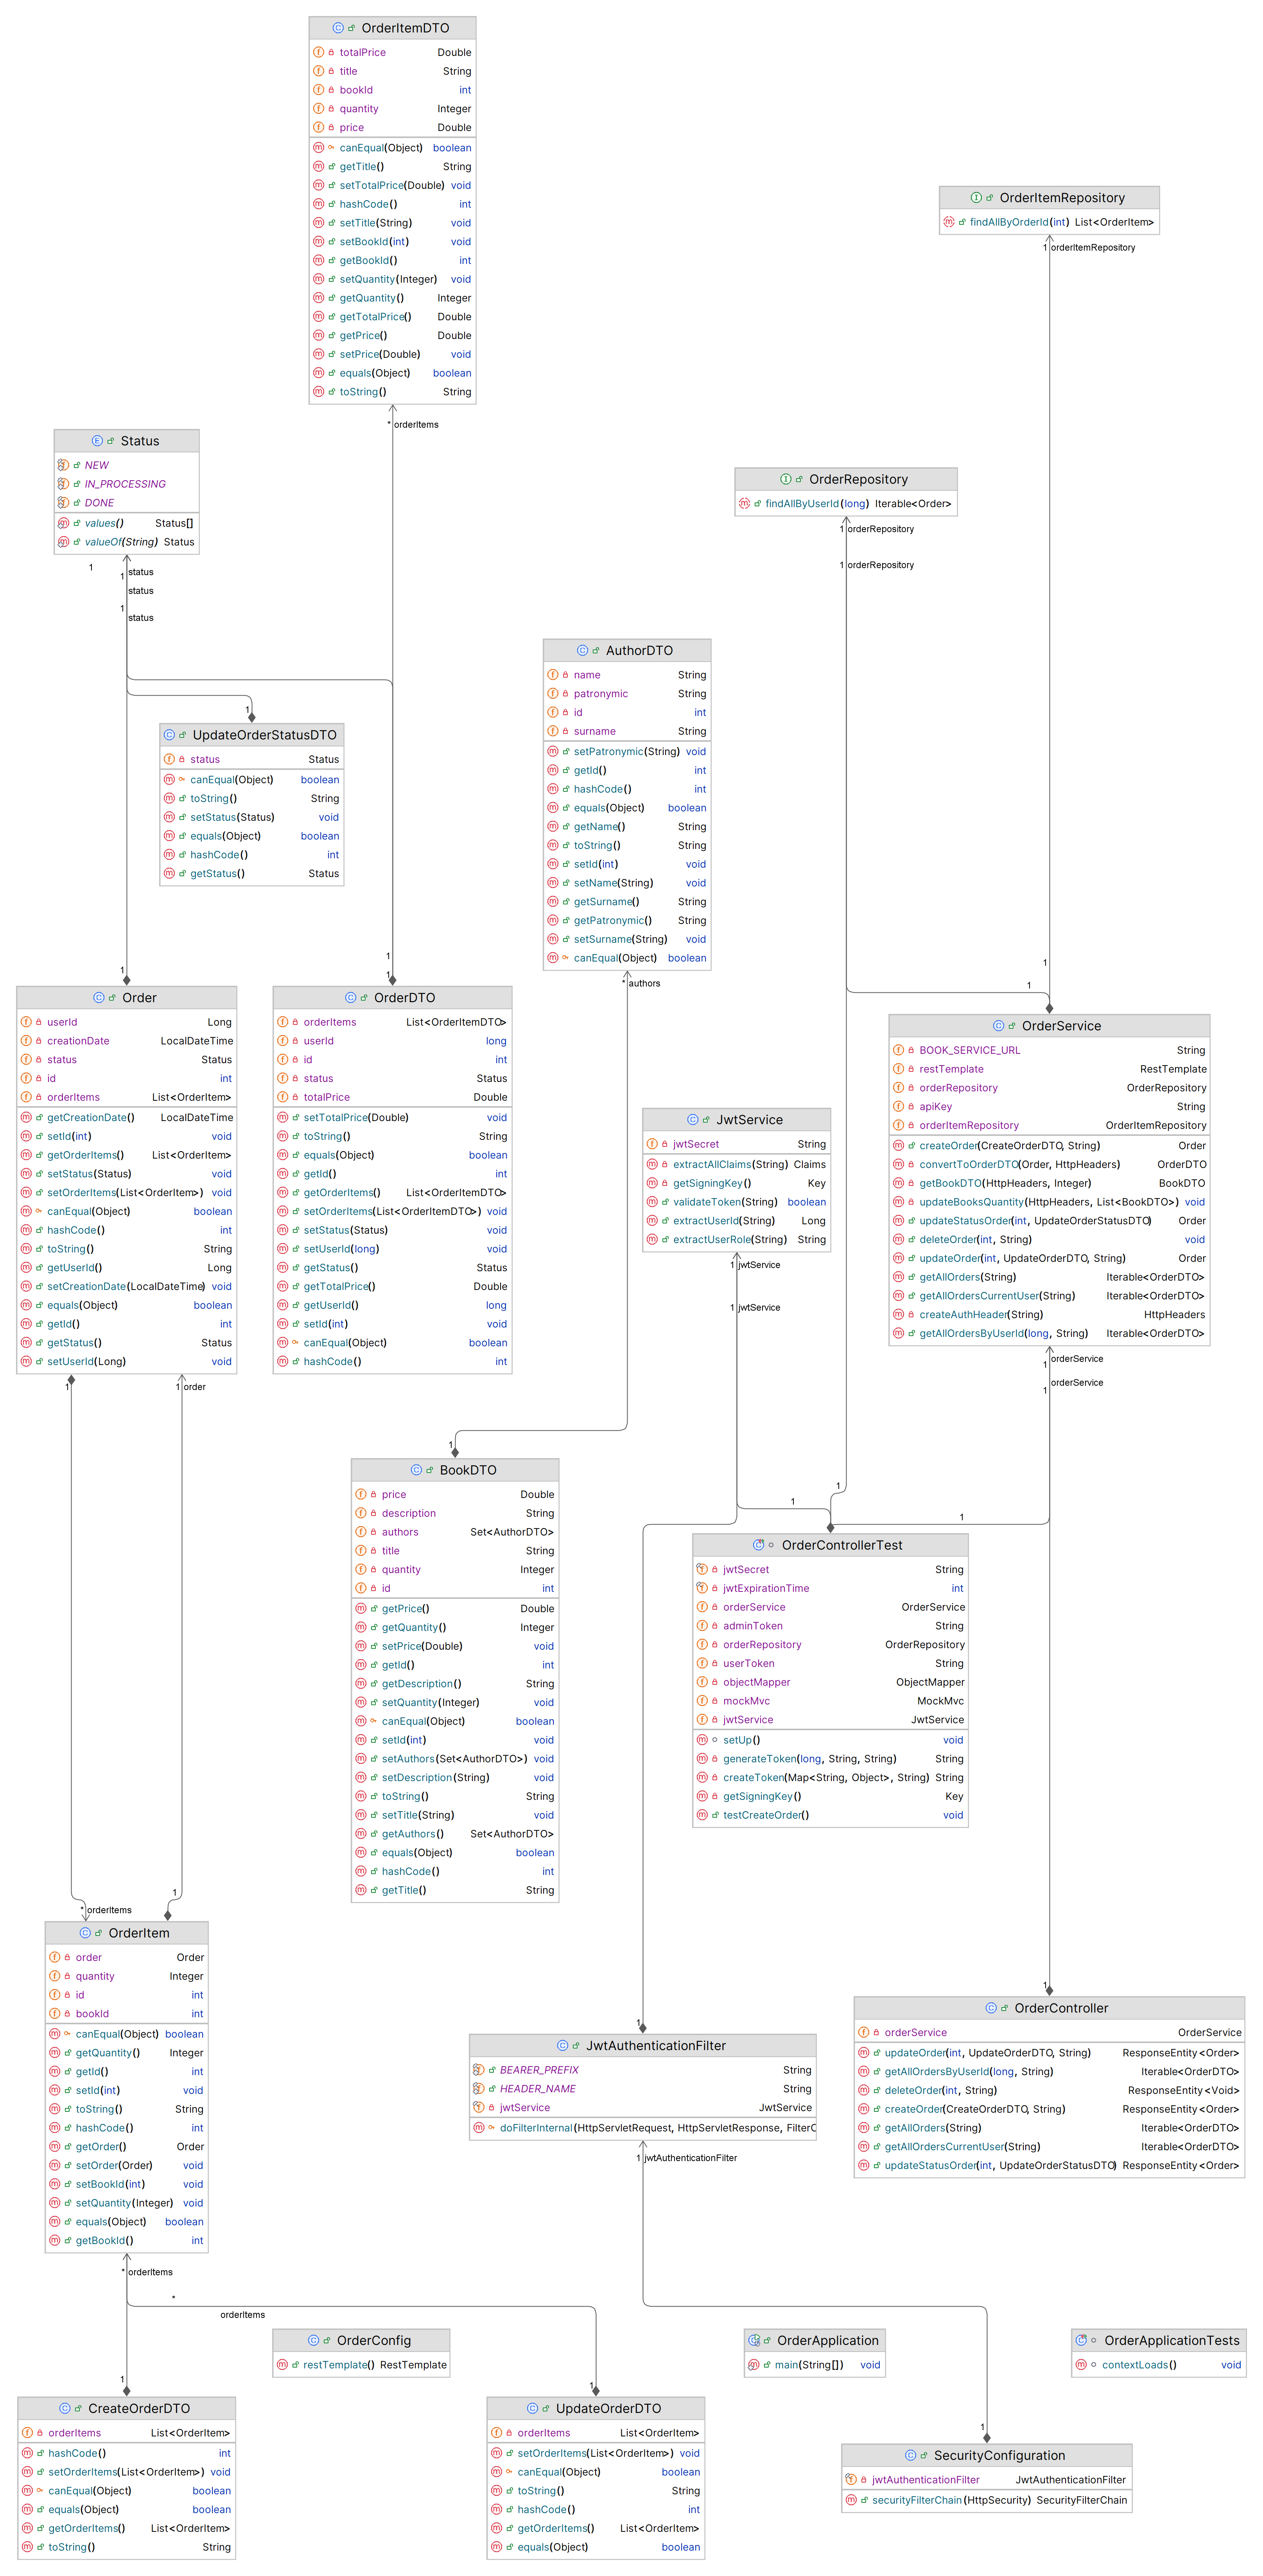 OrderItemDTO
totalPrice Double
title String
bookId int
quantity Integer
price Double
canEqual(Object) boolean
getTitle() String
setTotalPrice(Double) void
hashCode() int
setTitle(String) void
setBookId(int) void
getBookId() int
setQuantity(Integer) void
getQuantity() Integer
getTotalPrice() Double
getPrice() Double
setPrice(Double) void
equals(Object) boolean
toString() String
OrderItemRepository
findAllByOrderId(int) List<OrderItem>
1 orderItemRepository
* orderItems
Status
NEW
IN_PROCESSING
DONE
values() Status[]
valueOf(String) Status
1
1 status
status
1
status
OrderRepository
findAllByUserId(long) Iterable<Order>
1 orderRepository
1 orderRepository
AuthorDTO
name String
patronymic String
id int
surname String
setPatronymic(String) void
getId() int
hashCode() int
equals(Object) boolean
getName() String
toString() String
setId(int) void
setName(String) void
getSurname() String
getPatronymic() String
setSurname(String) void
canEqual(Object) boolean
* authors
1
UpdateOrderStatusDTO
status Status
canEqual(Object) boolean
toString() String
setStatus(Status) void
equals(Object) boolean
hashCode() int
getStatus() Status
1
Order
userId Long
creationDate LocalDateTime
status Status
id int
orderItems List<OrderItem>
getCreationDate() LocalDateTime
setId(int) void
getOrderItems() List<OrderItem>
setStatus(Status) void
setOrderItems(List<OrderItem>) void
canEqual(Object) boolean
hashCode() int
toString() String
getUserId() Long
setCreationDate(LocalDateTime) void
equals(Object) boolean
getId() int
getStatus() Status
setUserId(Long) void
1
1 order
1
1
OrderDTO
orderItems List<OrderItemDTO>
userId long
id int
status Status
totalPrice Double
setTotalPrice(Double) void
toString() String
equals(Object) boolean
getId() int
getOrderItems() List<OrderItemDTO>
setOrderItems(List<OrderItemDTO>) void
setStatus(Status) void
setUserId(long) void
getStatus() Status
getTotalPrice() Double
getUserId() long
setId(int) void
canEqual(Object) boolean
hashCode() int
1
1
OrderService
BOOK_SERVICE_URL String
restTemplate RestTemplate
orderRepository OrderRepository
apiKey String
orderItemRepository OrderItemRepository
createOrder(CreateOrderDTO, String) Order
convertToOrderDTO(Order, HttpHeaders) OrderDTO
getBookDTO(HttpHeaders, Integer) BookDTO
updateBooksQuantity(HttpHeaders, List<BookDTO>) void
updateStatusOrder(int, UpdateOrderStatusDTO) Order
deleteOrder(int, String) void
updateOrder(int, UpdateOrderDTO, String) Order
getAllOrders(String) Iterable<OrderDTO>
getAllOrdersCurrentUser(String) Iterable<OrderDTO>
createAuthHeader(String) HttpHeaders
getAllOrdersByUserId(long, String) Iterable<OrderDTO>
1 orderService
1 orderService
JwtService
jwtSecret String
extractAllClaims(String) Claims
getSigningKey() Key
validateToken(String) boolean
extractUserId(String) Long
extractUserRole(String) String
1 jwtService
1 jwtService
1
BookDTO
price Double
description String
authors Set<AuthorDTO>
title String
quantity Integer
id int
getPrice() Double
getQuantity() Integer
setPrice(Double) void
getId() int
getDescription() String
setQuantity(Integer) void
canEqual(Object) boolean
setId(int) void
setAuthors(Set<AuthorDTO>) void
setDescription(String) void
toString() String
setTitle(String) void
getAuthors() Set<AuthorDTO>
equals(Object) boolean
hashCode() int
getTitle() String
1
1
1
OrderControllerTest
jwtSecret String
jwtExpirationTime int
orderService OrderService
adminToken String
orderRepository OrderRepository
userToken String
objectMapper ObjectMapper
mockMvc MockMvc
jwtService JwtService
setUp() void
generateToken(long, String, String) String
createToken(Map<String, Object>, String) String
getSigningKey() Key
testCreateOrder() void
1
* orderItems
OrderItem
order Order
quantity Integer
id int
bookId int
canEqual(Object) boolean
getQuantity() Integer
getId() int
setId(int) void
toString() String
hashCode() int
getOrder() Order
setOrder(Order) void
setBookId(int) void
setQuantity(Integer) void
equals(Object) boolean
getBookId() int
* orderItems
*
orderItems
1
JwtAuthenticationFilter
BEARER_PREFIX String
HEADER_NAME String
jwtService JwtService
doFilterInternal(HttpServletRequest, HttpServletResponse, FilterC
1 jwtAuthenticationFilter
1
OrderController
orderService OrderService
updateOrder(int, UpdateOrderDTO, String) ResponseEntity<Order>
getAllOrdersByUserId(long, String) Iterable<OrderDTO>
deleteOrder(int, String) ResponseEntity<Void>
createOrder(CreateOrderDTO, String) ResponseEntity<Order>
getAllOrders(String) Iterable<OrderDTO>
getAllOrdersCurrentUser(String) Iterable<OrderDTO>
updateStatusOrder(int, UpdateOrderStatusDTO) ResponseEntity<Order>
OrderConfig
restTemplate() RestTemplate
OrderApplication
main(String[]) void
OrderApplicationTests
contextLoads() void
1
CreateOrderDTO
orderItems List<OrderItem>
hashCode() int
setOrderItems(List<OrderItem>) void
canEqual(Object) boolean
equals(Object) boolean
getOrderItems() List<OrderItem>
toString() String
1
UpdateOrderDTO
orderItems List<OrderItem>
setOrderItems(List<OrderItem>) void
canEqual(Object) boolean
toString() String
hashCode() int
getOrderItems() List<OrderItem>
equals(Object) boolean
1
SecurityConfiguration
jwtAuthenticationFilter JwtAuthenticationFilter
securityFilterChain(HttpSecurity) SecurityFilterChain